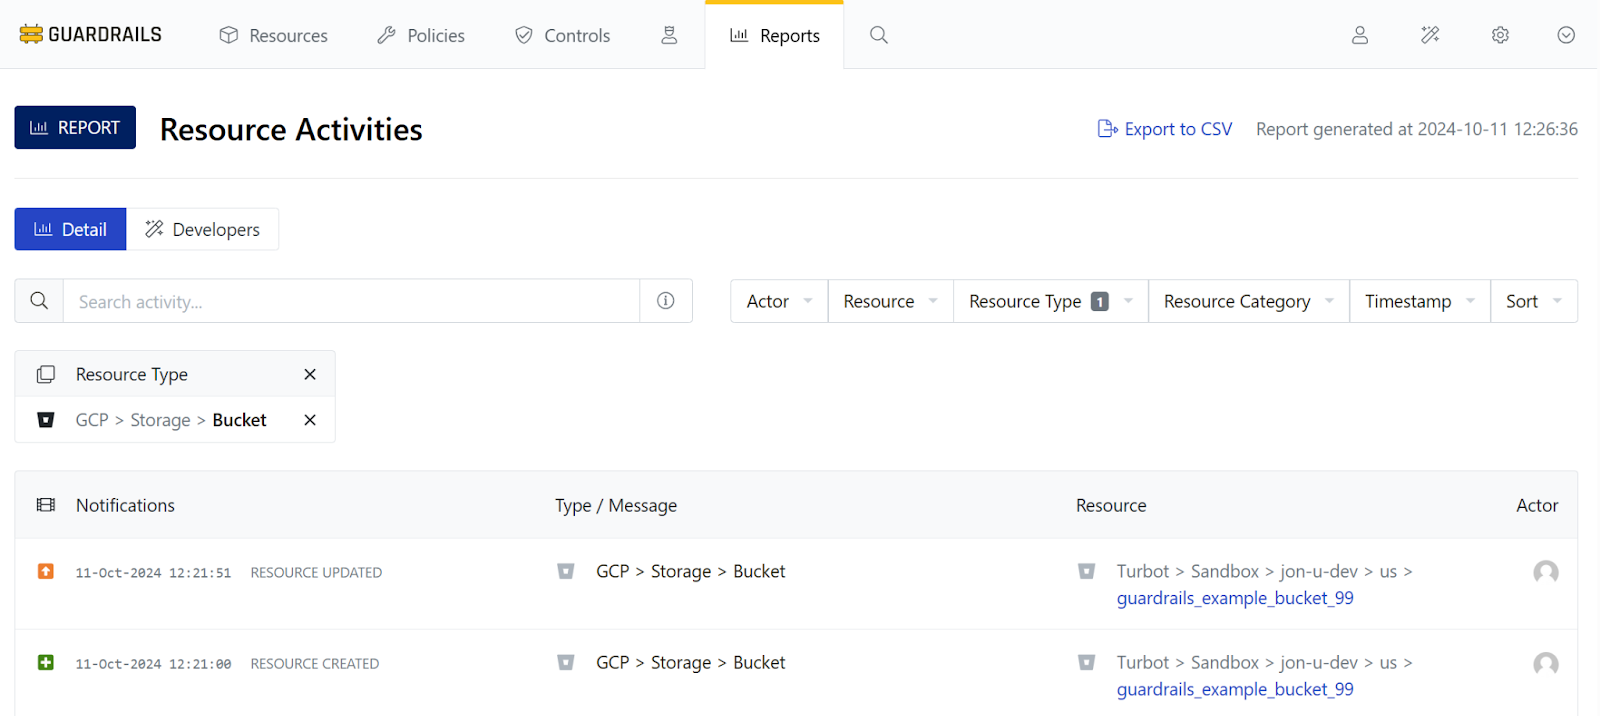 GUARDRAILS Resources Policies Controls Reports
REPORT Resource Activities Export to CSV Report generated at 2024-10-11 12:26:36
Detail Developers
Search activity... Actor Resource Resource Type 1 Resource Category Timestamp Sort
Resource Type
GCP > Storage > Bucket
Notifications Type / Message Resource Actor
11-Oct-2024 12:21:51 RESOURCE UPDATED GCP > Storage > Bucket Turbot > Sandbox > jon-u-dev > us >
guardrails_example_bucket_99
11-Oct-2024 12:21:00 RESOURCE CREATED GCP > Storage > Bucket Turbot > Sandbox > jon-u-dev > us >
guardrails_example_bucket_99